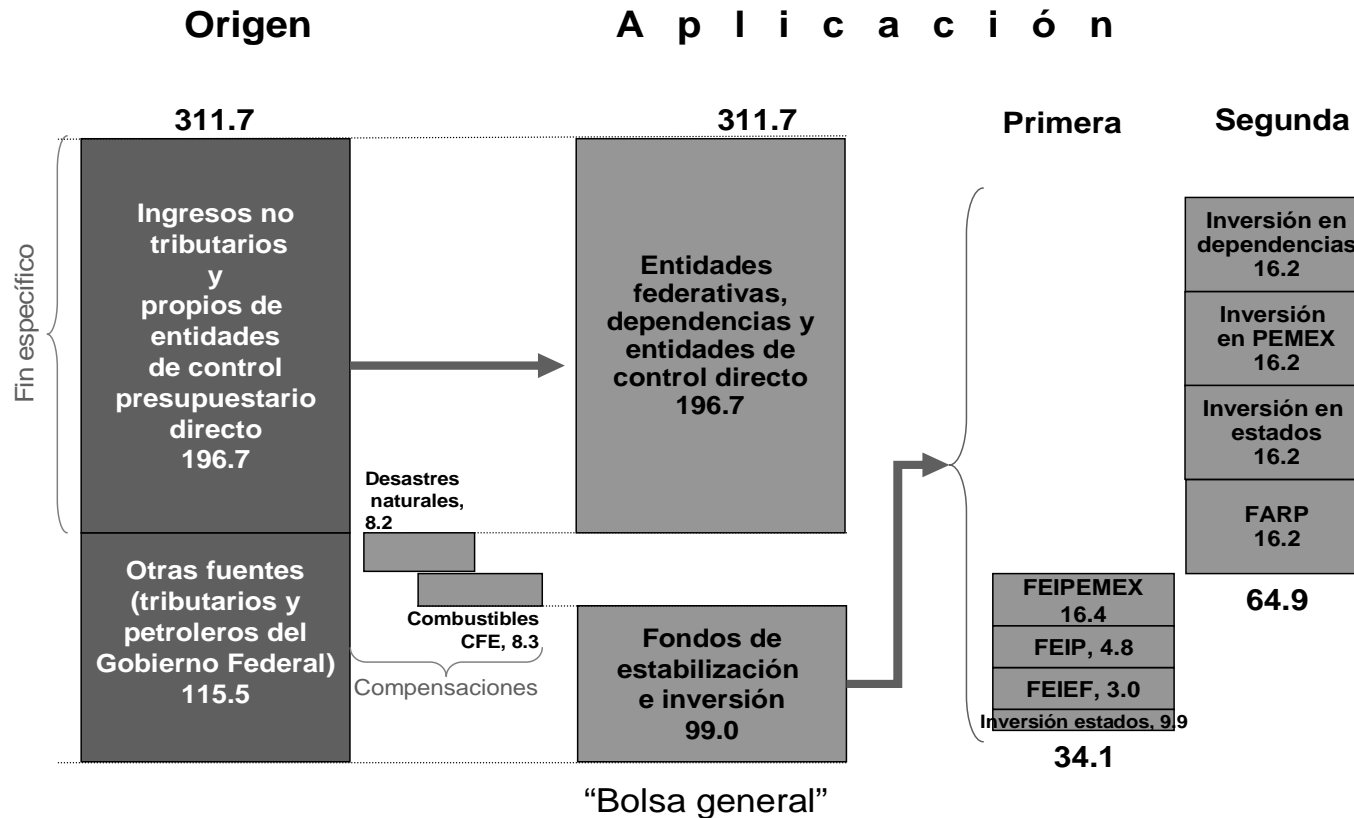 Origen
A p l i c a c i ó n
311.7
311.7
Primera
Segunda
Fin específico
Ingresos no
tributarios
y
propios de
entidades
de control
presupuestario
directo
196.7
Entidades
federativas,
dependencias y
entidades de
control directo
196.7
Inversión en
dependencias
16.2
Inversión
en PEMEX
16.2
Inversión en
estados
16.2
FARP
16.2
64.9
Desastres
naturales,
8.2
Otras fuentes
(tributarios y
petroleros del
Gobierno Federal)
115.5
Combustibles
CFE, 8.3
Compensaciones
Fondos de
estabilización
e inversión
99.0
FEIPEMEX
16.4
FEIP, 4.8
FEIEF, 3.0
Inversión estados, 9.9
34.1
“Bolsa general”